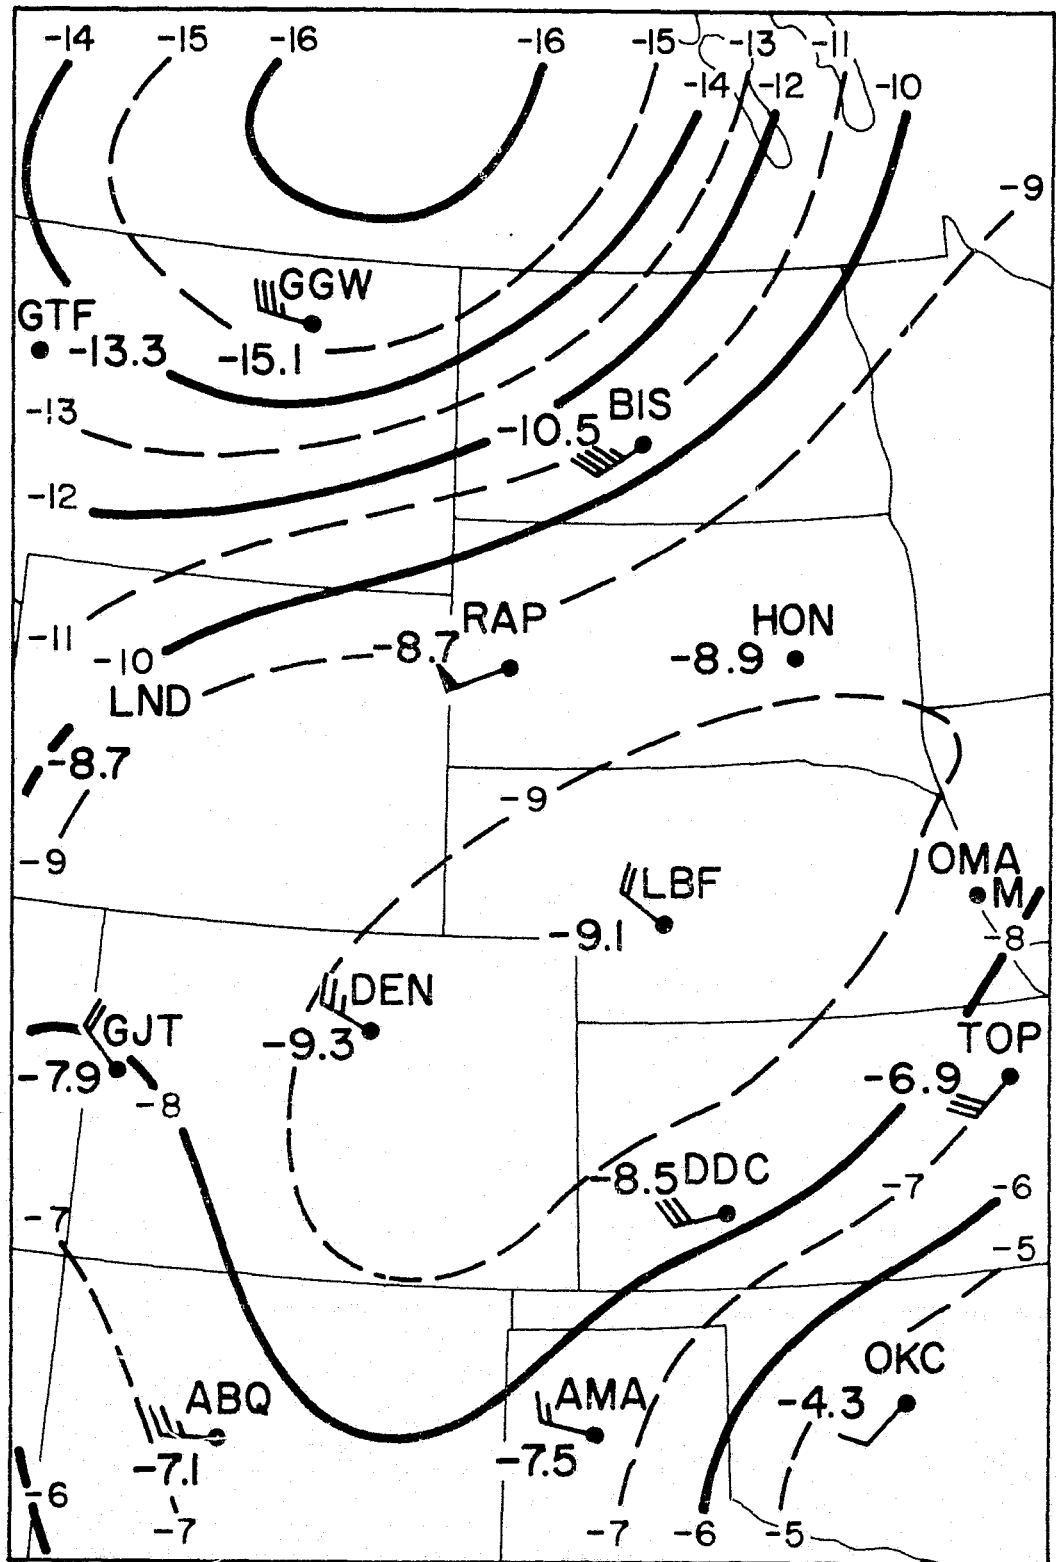 -14 -15 -16 -16 -15 -13 -11
-14 -12 -10
-9
GGW
GTF
-13.3 -15.1
-13
BIS
-10.5
-12
RAP HON
-11
-10 -8.7 -8.9
LND
-8.7
-9
-9
OMA
LBF M
-9.1 -8
DEN
GJT -9.3 TOP
-7.9 -6.9
-8
-8.5 DDC
-7 -6
-7
-5
OKC
ABQ AMA -4.3
-7.1 -7.5
-6
-7 -7 -6 -5